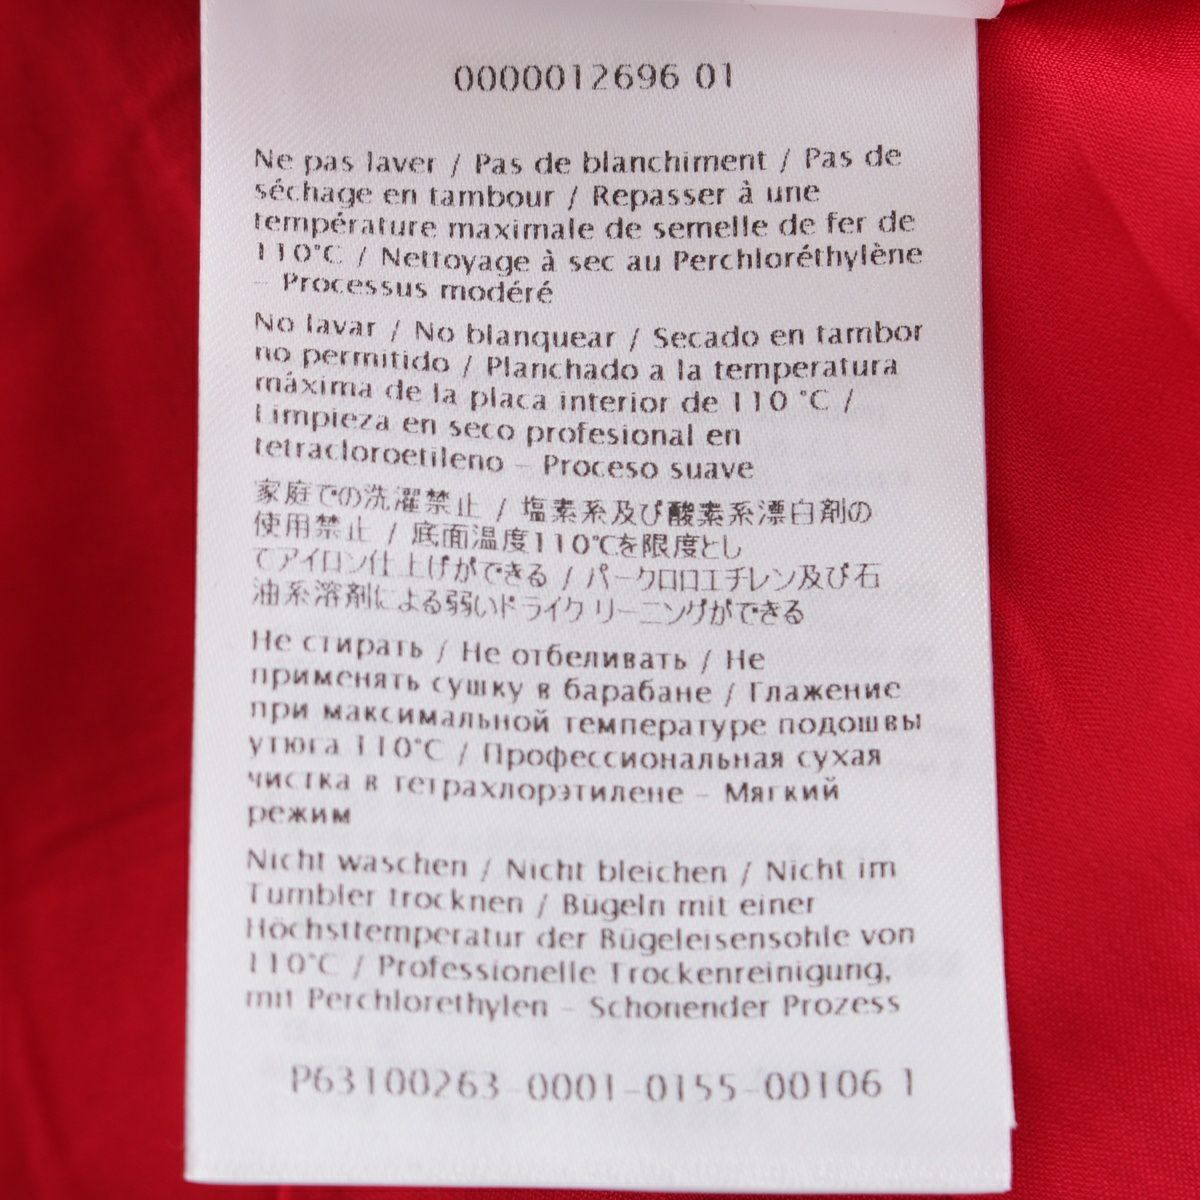 0000012696 01
Ne pas laver / Pas de blanchiment / Pas de
séchage en tambour / Repasser à une
température maximale de semelle de fer de
110°C / Nettoyage à sec au Perchloréthylène
– Processus modéré
No lavar / No blanquear / Secado en tambor
no permitido / Planchado a la temperatura
máxima de la placa interior de 110 °C /
Limpieza en seco profesional en
tetracloroetileno – Proceso suave
家庭での洗濯禁止 / 塩素系及び酸素系漂白剤の
使用禁止 / 底面温度110℃を限度とし
てアイロン仕上げができる / パークロロエチレン及び石
油系溶剤による弱いドライクリーニングができる
Не стирать / Не отбеливать / Не
применять сушку в барабане / Глажение
при максимальной температуре подошвы
утюга 110°C / Профессиональная сухая
чистка в тетрахлорэтилене – Мягкий
режим
Nicht waschen / Nicht bleichen / Nicht im
Tumbler trocknen / Bügeln mit einer
Höchsttemperatur der Bügeleisensohle von
110°C / Professionelle Trockenreinigung,
mit Perchlorethylen – Schonender Prozess
P63100263-0001-0155-00106 1